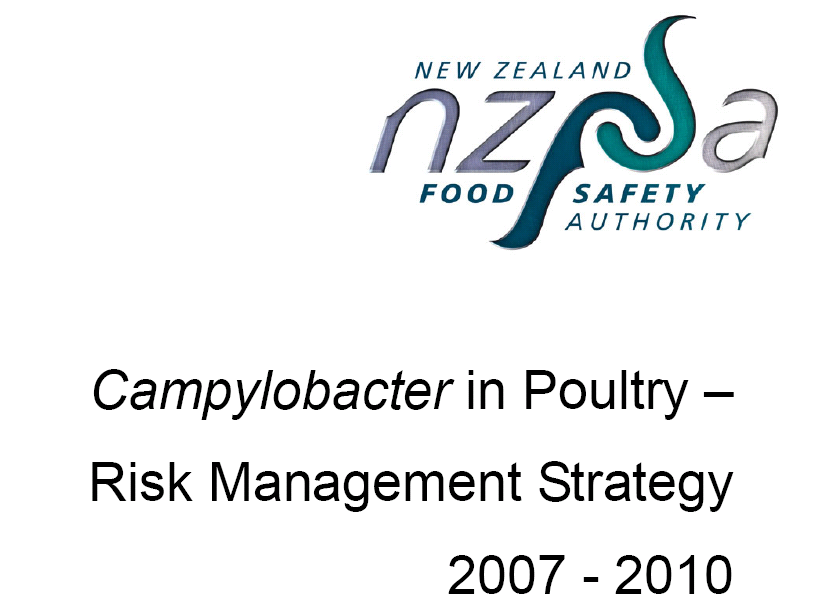 NEW ZEALAND
nzfsa
FOOD SAFETY
AUTHORITY
Campylobacter in Poultry –
Risk Management Strategy
2007 - 2010